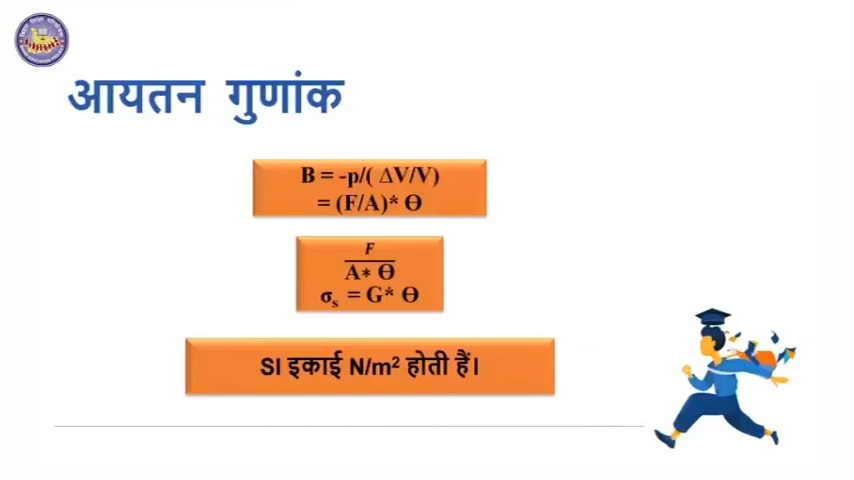 आयतन गुणांक
B = -p/( ΔV/V)
= (F/A)* Ө
F
A* Ө
σs = G* Ө
SI इकाई N/m² होती हैं।